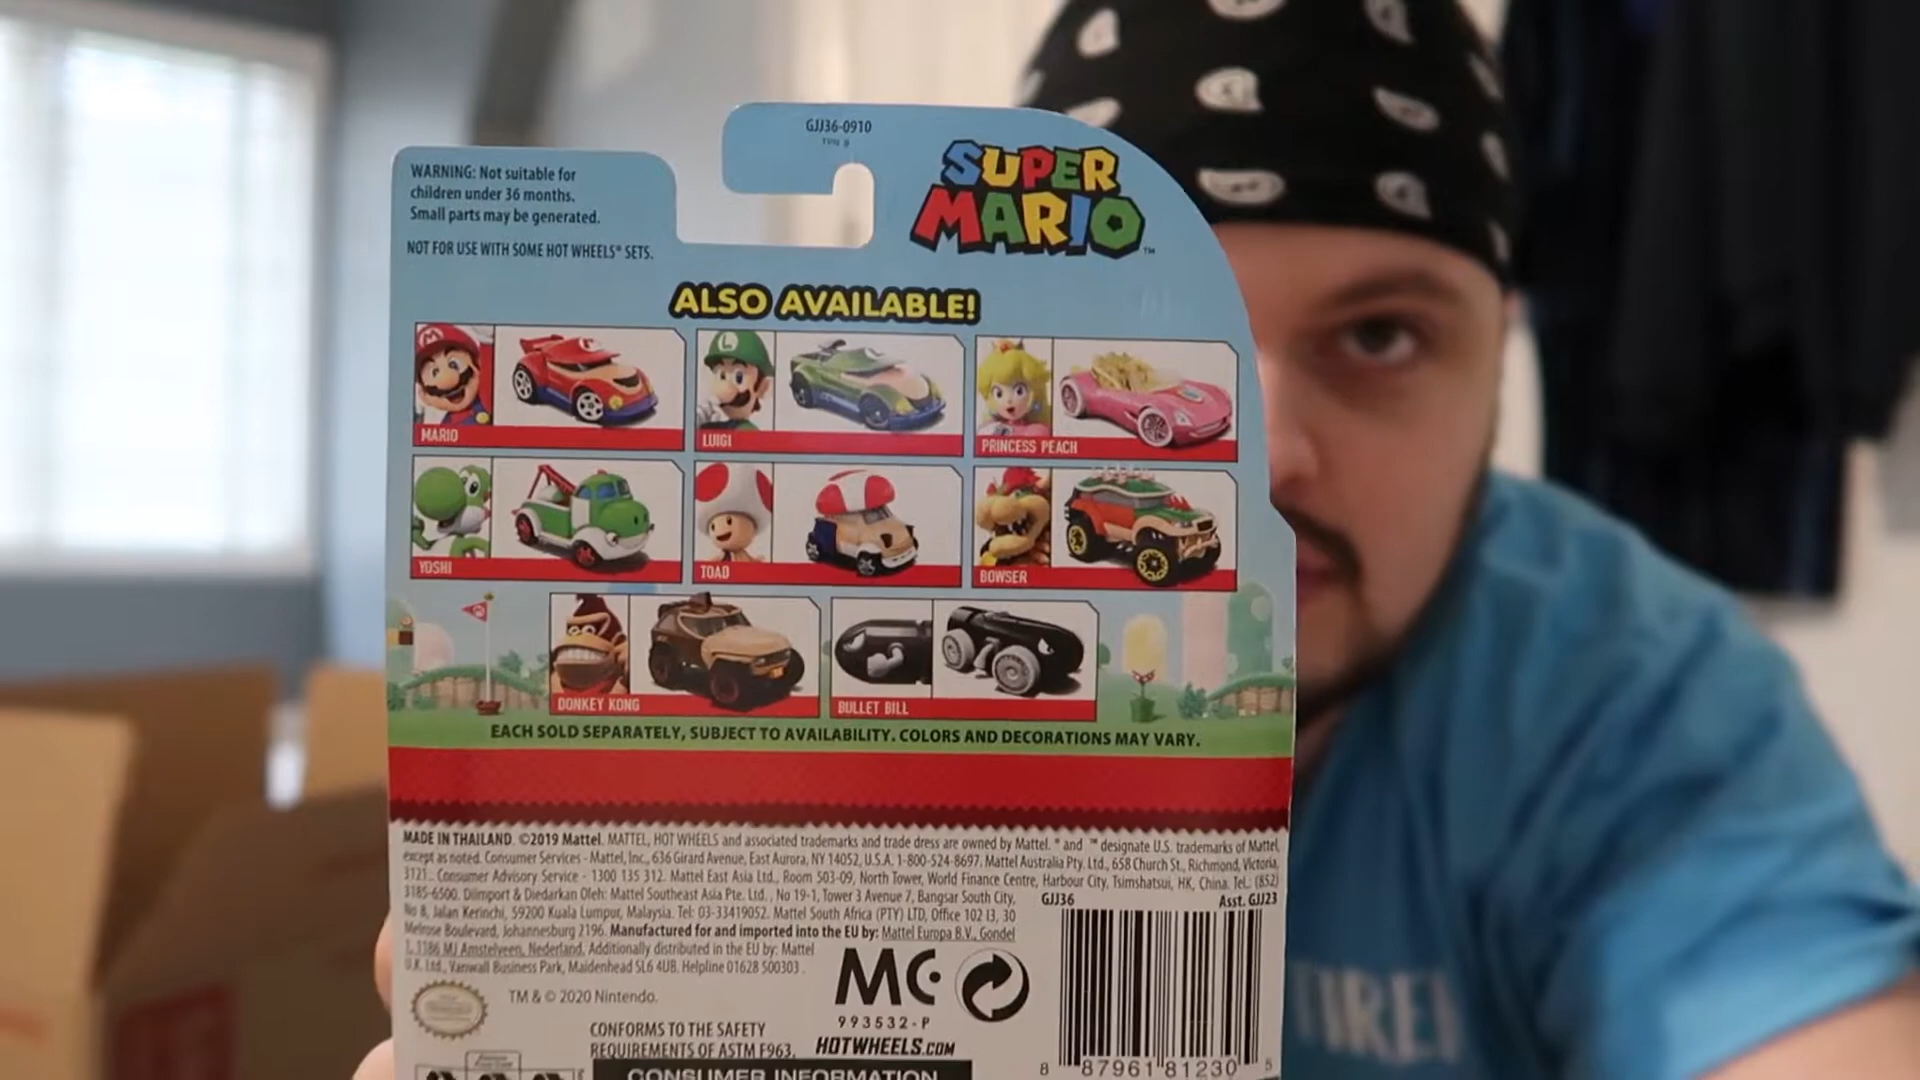 GJJ36-0910
WARNING: Not suitable for
children under 36 months.
Small parts may be generated.
NOT FOR USE WITH SOME HOT WHEELS® SETS.
SUPER
MARIO™
ALSO AVAILABLE!
MARIO
LUIGI
PRINCESS PEACH
YOSHI
TOAD
BOWSER
DONKEY KONG
BULLET BILL
EACH SOLD SEPARATELY, SUBJECT TO AVAILABILITY. COLORS AND DECORATIONS MAY VARY.
MADE IN THAILAND. ©2019 Mattel. MATTEL, HOT WHEELS and associated trademarks and trade dress are owned by Mattel. ® and ™ designate U.S. trademarks of Mattel,
except as noted. Consumer Services - Mattel, Inc., 636 Girard Avenue, East Aurora, NY 14052, U.S.A. 1-800-524-8697. Mattel Australia Pty. Ltd., 658 Church St., Richmond, Victoria,
3121.. Consumer Advisory Service - 1300 135 312. Mattel East Asia Ltd., Room 503-09, North Tower, World Finance Centre, Harbour City, Tsimshatsui, HK, China. Tel.: (852)
3185-6500. Diimport & Diedarkan Oleh: Mattel Southeast Asia Pte. Ltd., No 19-1, Tower 3 Avenue 7, Bangsar South City,
No 8, Jalan Kerinchi, 59200 Kuala Lumpur, Malaysia. Tel: 03-33419052. Mattel South Africa (PTY) LTD, Office 102 I3, 30
Melrose Boulevard, Johannesburg 2196. Manufactured for and imported into the EU by: Mattel Europa B.V., Gondel
1, 1186 MJ Amstelveen, Nederland. Additionally distributed in the EU by: Mattel
U.K. Ltd., Vanwall Business Park, Maidenhead SL6 4UB. Helpline 01628 500303.
GJJ36
Asst. GJJ23
TM & © 2020 Nintendo.
MC
993532-P
CONFORMS TO THE SAFETY
REQUIREMENTS OF ASTM F963.
HOTWHEELS.COM
CONSUMER INFORMATION
8 87961 81230 5